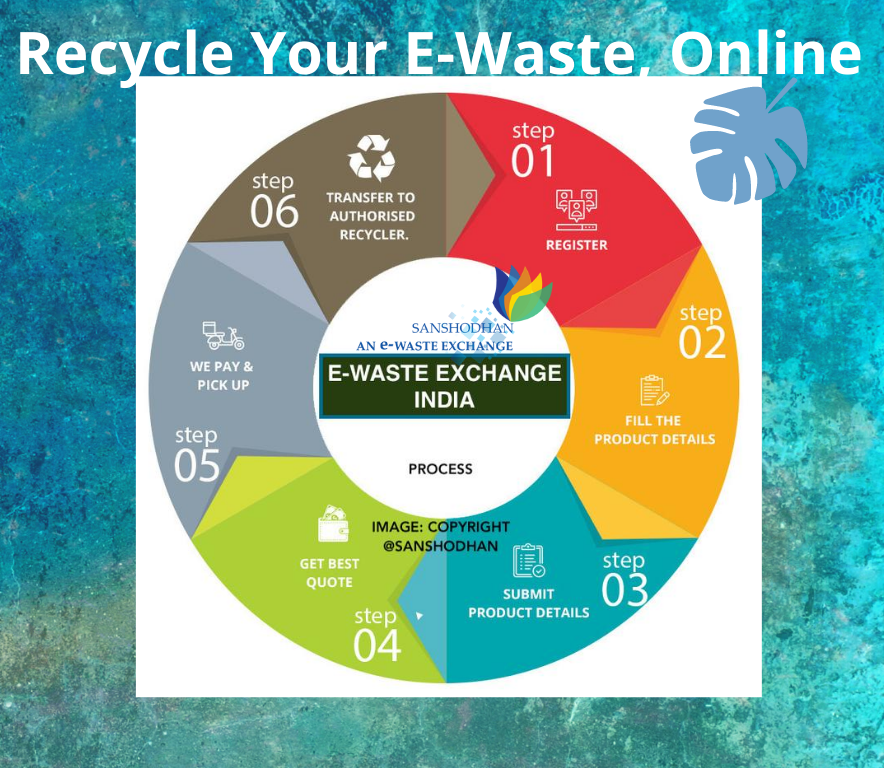 Recycle Your E-Waste, Online
step
01
REGISTER
step
02
FILL THE
PRODUCT DETAILS
step
03
SUBMIT
PRODUCT DETAILS
step
04
GET BEST
QUOTE
step
05
WE PAY &
PICK UP
step
06
TRANSFER TO
AUTHORISED
RECYCLER.
SANSHODHAN
AN e-WASTE EXCHANGE
E-WASTE EXCHANGE
INDIA
PROCESS
IMAGE: COPYRIGHT
@SANSHODHAN